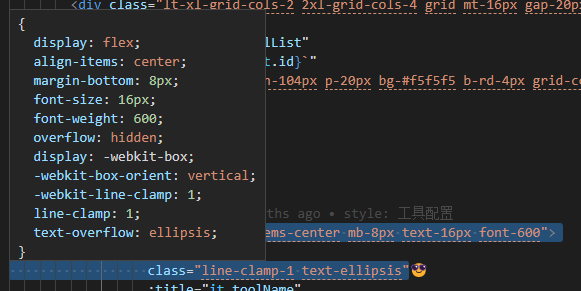 <div class="lt-xl-grid-cols-2 2xl-grid-cols-4 grid mt-16px gap-20px
{
display: flex;
align-items: center;
margin-bottom: 8px;
font-size: 16px;
font-weight: 600;
overflow: hidden;
display: -webkit-box;
-webkit-box-orient: vertical;
-webkit-line-clamp: 1;
line-clamp: 1;
text-overflow: ellipsis;
}
lList"
t.id}`"
n-104px p-20px bg-#f5f5f5 b-rd-4px grid-co
ths ago • style: 工具配置
ems-center mb-8px text-16px font-600">
class="line-clamp-1 text-ellipsis"😎
:title="it.toolName"